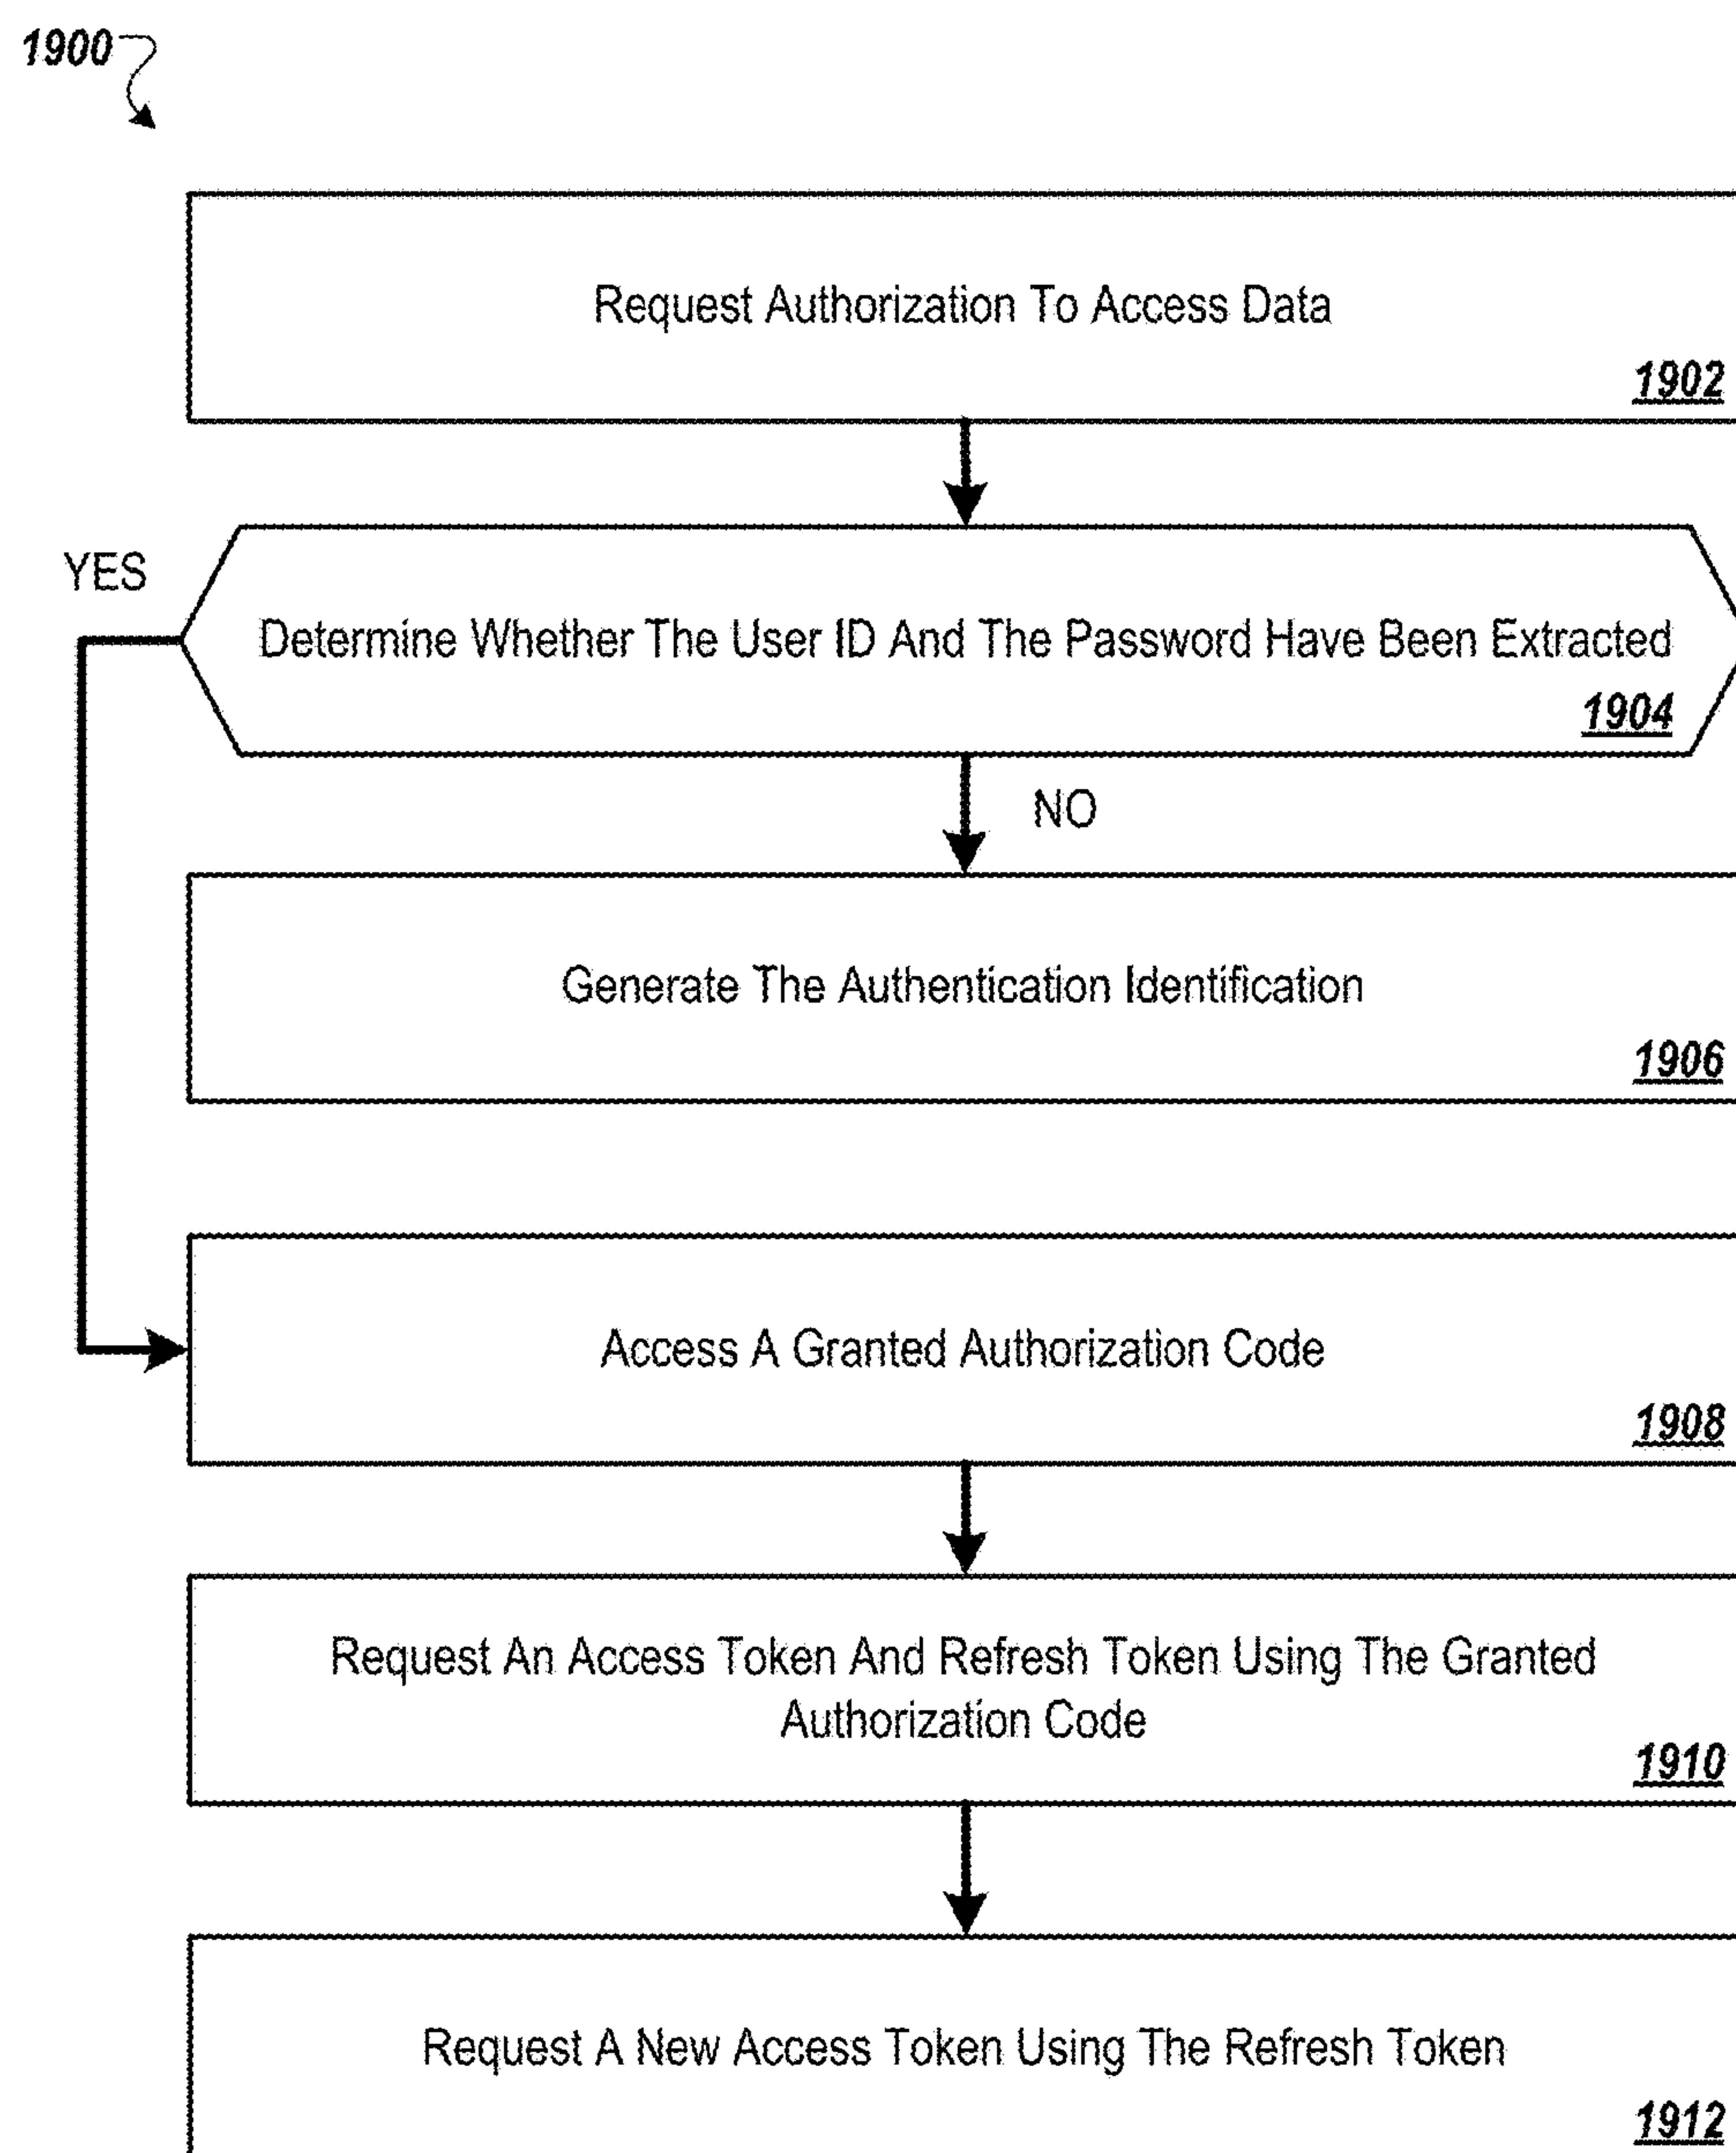 1900
Request Authorization To Access Data
1902
YES
Determine Whether The User ID And The Password Have Been Extracted
1904
NO
Generate The Authentication Identification
1906
Access A Granted Authorization Code
1908
Request An Access Token And Refresh Token Using The Granted
Authorization Code
1910
Request A New Access Token Using The Refresh Token
1912